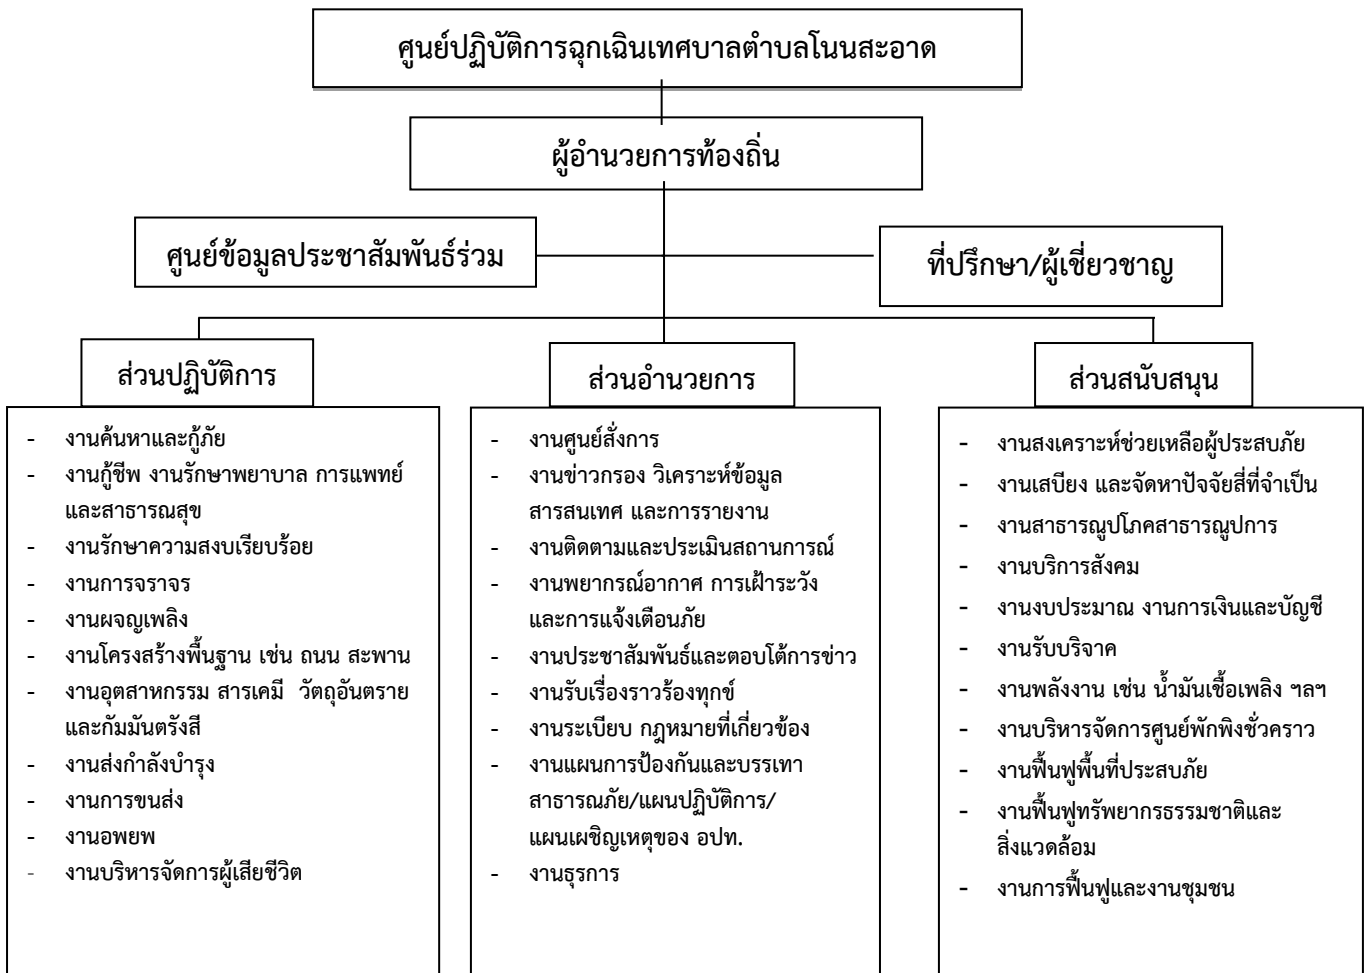 ศูนย์ปฏิบัติการฉุกเฉินเทศบาลตำบลโนนสะอาด
ผู้อำนวยการท้องถิ่น
ศูนย์ข้อมูลประชาสัมพันธ์ร่วม
ที่ปรึกษา/ผู้เชี่ยวชาญ
ส่วนปฏิบัติการ
- งานค้นหาและกู้ภัย
- งานกู้ชีพ งานรักษาพยาบาล การแพทย์
และสาธารณสุข
- งานรักษาความสงบเรียบร้อย
- งานการจราจร
- งานผจญเพลิง
- งานโครงสร้างพื้นฐาน เช่น ถนน สะพาน
- งานอุตสาหกรรม สารเคมี วัตถุอันตราย
และกัมมันตรังสี
- งานส่งกำลังบำรุง
- งานการขนส่ง
- งานอพยพ
- งานบริหารจัดการผู้เสียชีวิต
ส่วนอำนวยการ
- งานศูนย์สั่งการ
- งานข่าวกรอง วิเคราะห์ข้อมูล
สารสนเทศ และการรายงาน
- งานติดตามและประเมินสถานการณ์
- งานพยากรณ์อากาศ การเฝ้าระวัง
และการแจ้งเตือนภัย
- งานประชาสัมพันธ์และตอบโต้การข่าว
- งานรับเรื่องราวร้องทุกข์
- งานระเบียบ กฎหมายที่เกี่ยวข้อง
- งานแผนการป้องกันและบรรเทา
สาธารณภัย/แผนปฏิบัติการ/
แผนเผชิญเหตุของ อปท.
- งานธุรการ
ส่วนสนับสนุน
- งานสงเคราะห์ช่วยเหลือผู้ประสบภัย
- งานเสบียง และจัดหาปัจจัยสี่ที่จำเป็น
- งานสาธารณูปโภคสาธารณูปการ
- งานบริการสังคม
- งานงบประมาณ งานการเงินและบัญชี
- งานรับบริจาค
- งานพลังงาน เช่น น้ำมันเชื้อเพลิง ฯลฯ
- งานบริหารจัดการศูนย์พักพิงชั่วคราว
- งานฟื้นฟูพื้นที่ประสบภัย
- งานฟื้นฟูทรัพยากรธรรมชาติและ
สิ่งแวดล้อม
- งานการฟื้นฟูและงานชุมชน